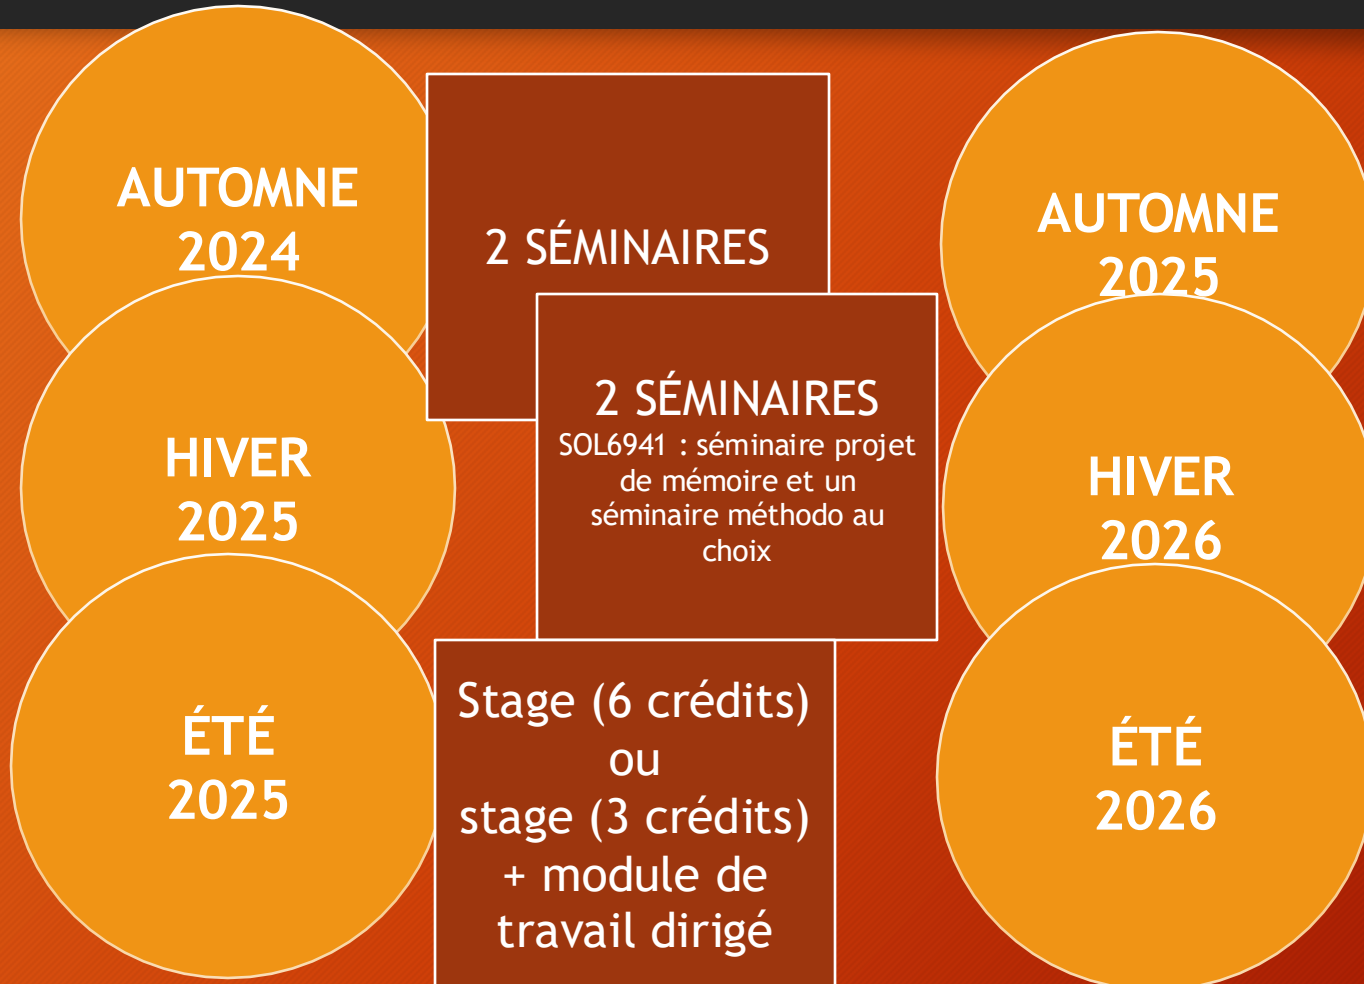 AUTOMNE
2024
HIVER
2025
ÉTÉ
2025
2 SÉMINAIRES
2 SÉMINAIRES
SOL6941 : séminaire projet
de mémoire et un
séminaire méthodo au
choix
Stage (6 crédits)
ou
stage (3 crédits)
+ module de
travail dirigé
AUTOMNE
2025
HIVER
2026
ÉTÉ
2026